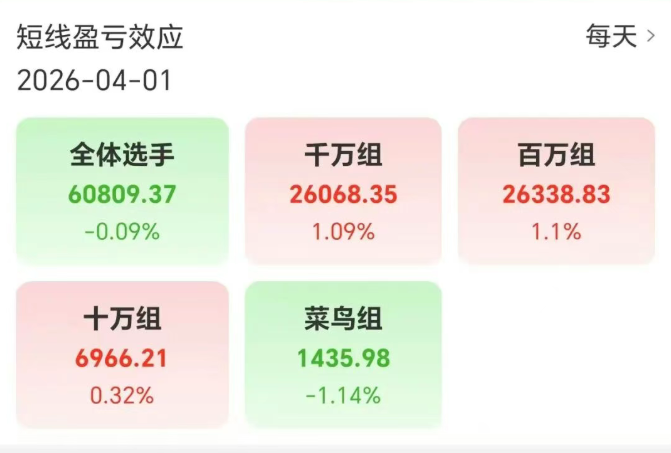 短线盈亏效应
每天 >
2026-04-01
全体选手
60809.37
-0.09%
千万组
26068.35
1.09%
百万组
26338.83
1.1%
十万组
6966.21
0.32%
菜鸟组
1435.98
-1.14%